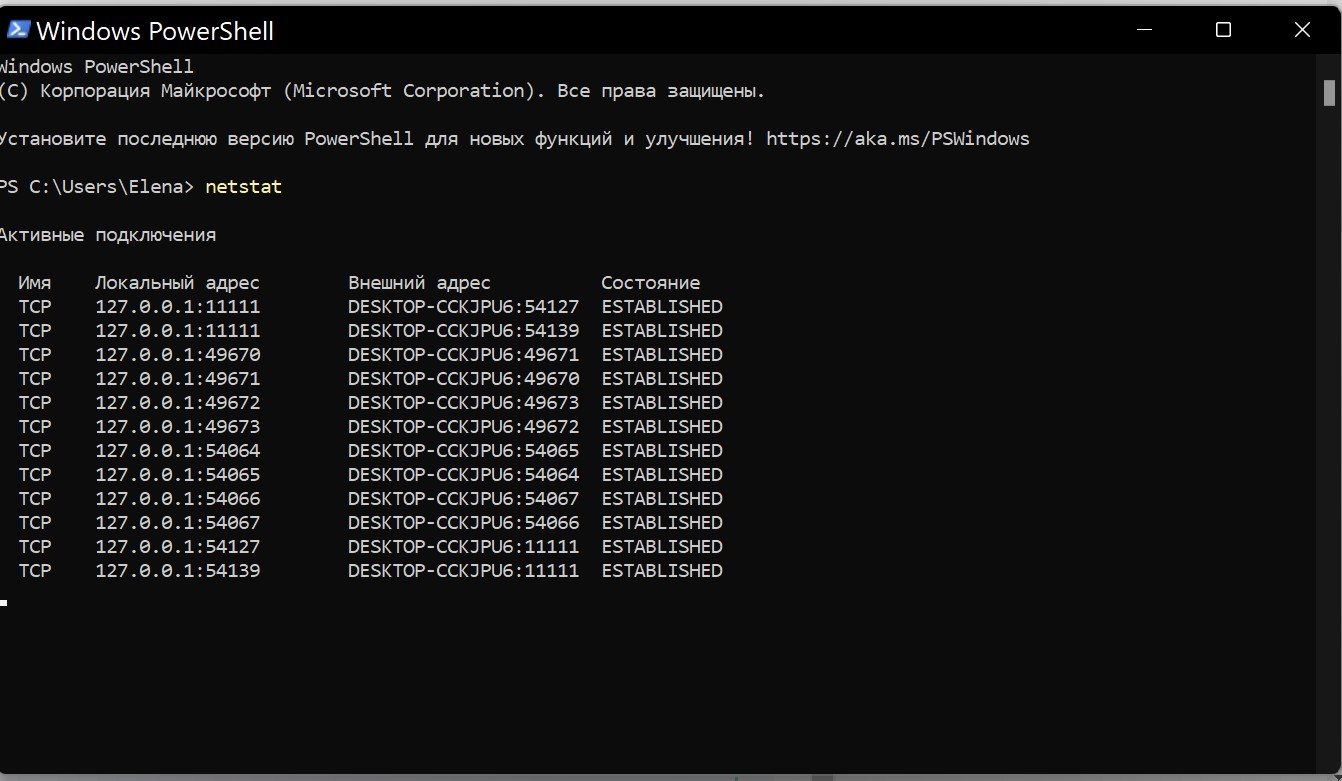 Windows PowerShell
Windows PowerShell
(C) Корпорация Майкрософт (Microsoft Corporation). Все права защищены.
Установите последнюю версию PowerShell для новых функций и улучшения! https://aka.ms/PSWindows
PS C:\Users\Elena> netstat
Активные подключения
Имя Локальный адрес Внешний адрес Состояние
TCP 127.0.0.1:11111 DESKTOP-CCKJPU6:54127 ESTABLISHED
TCP 127.0.0.1:11111 DESKTOP-CCKJPU6:54139 ESTABLISHED
TCP 127.0.0.1:49670 DESKTOP-CCKJPU6:49671 ESTABLISHED
TCP 127.0.0.1:49671 DESKTOP-CCKJPU6:49670 ESTABLISHED
TCP 127.0.0.1:49672 DESKTOP-CCKJPU6:49673 ESTABLISHED
TCP 127.0.0.1:49673 DESKTOP-CCKJPU6:49672 ESTABLISHED
TCP 127.0.0.1:54064 DESKTOP-CCKJPU6:54065 ESTABLISHED
TCP 127.0.0.1:54065 DESKTOP-CCKJPU6:54064 ESTABLISHED
TCP 127.0.0.1:54066 DESKTOP-CCKJPU6:54067 ESTABLISHED
TCP 127.0.0.1:54067 DESKTOP-CCKJPU6:54066 ESTABLISHED
TCP 127.0.0.1:54127 DESKTOP-CCKJPU6:11111 ESTABLISHED
TCP 127.0.0.1:54139 DESKTOP-CCKJPU6:11111 ESTABLISHED